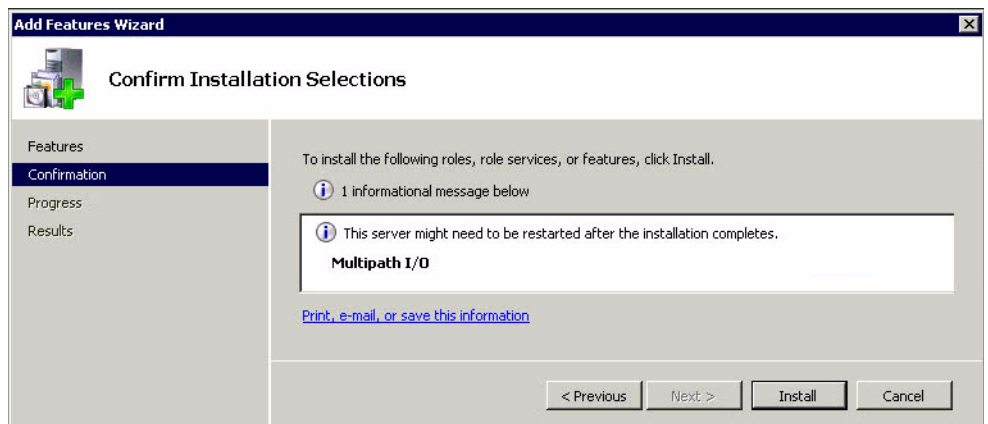 Add Features Wizard
Confirm Installation Selections
Features
Confirmation
Progress
Results
To install the following roles, role services, or features, click Install.
1 informational message below
This server might need to be restarted after the installation completes.
Multipath I/O
Print, e-mail, or save this information
< Previous
Next >
Install
Cancel